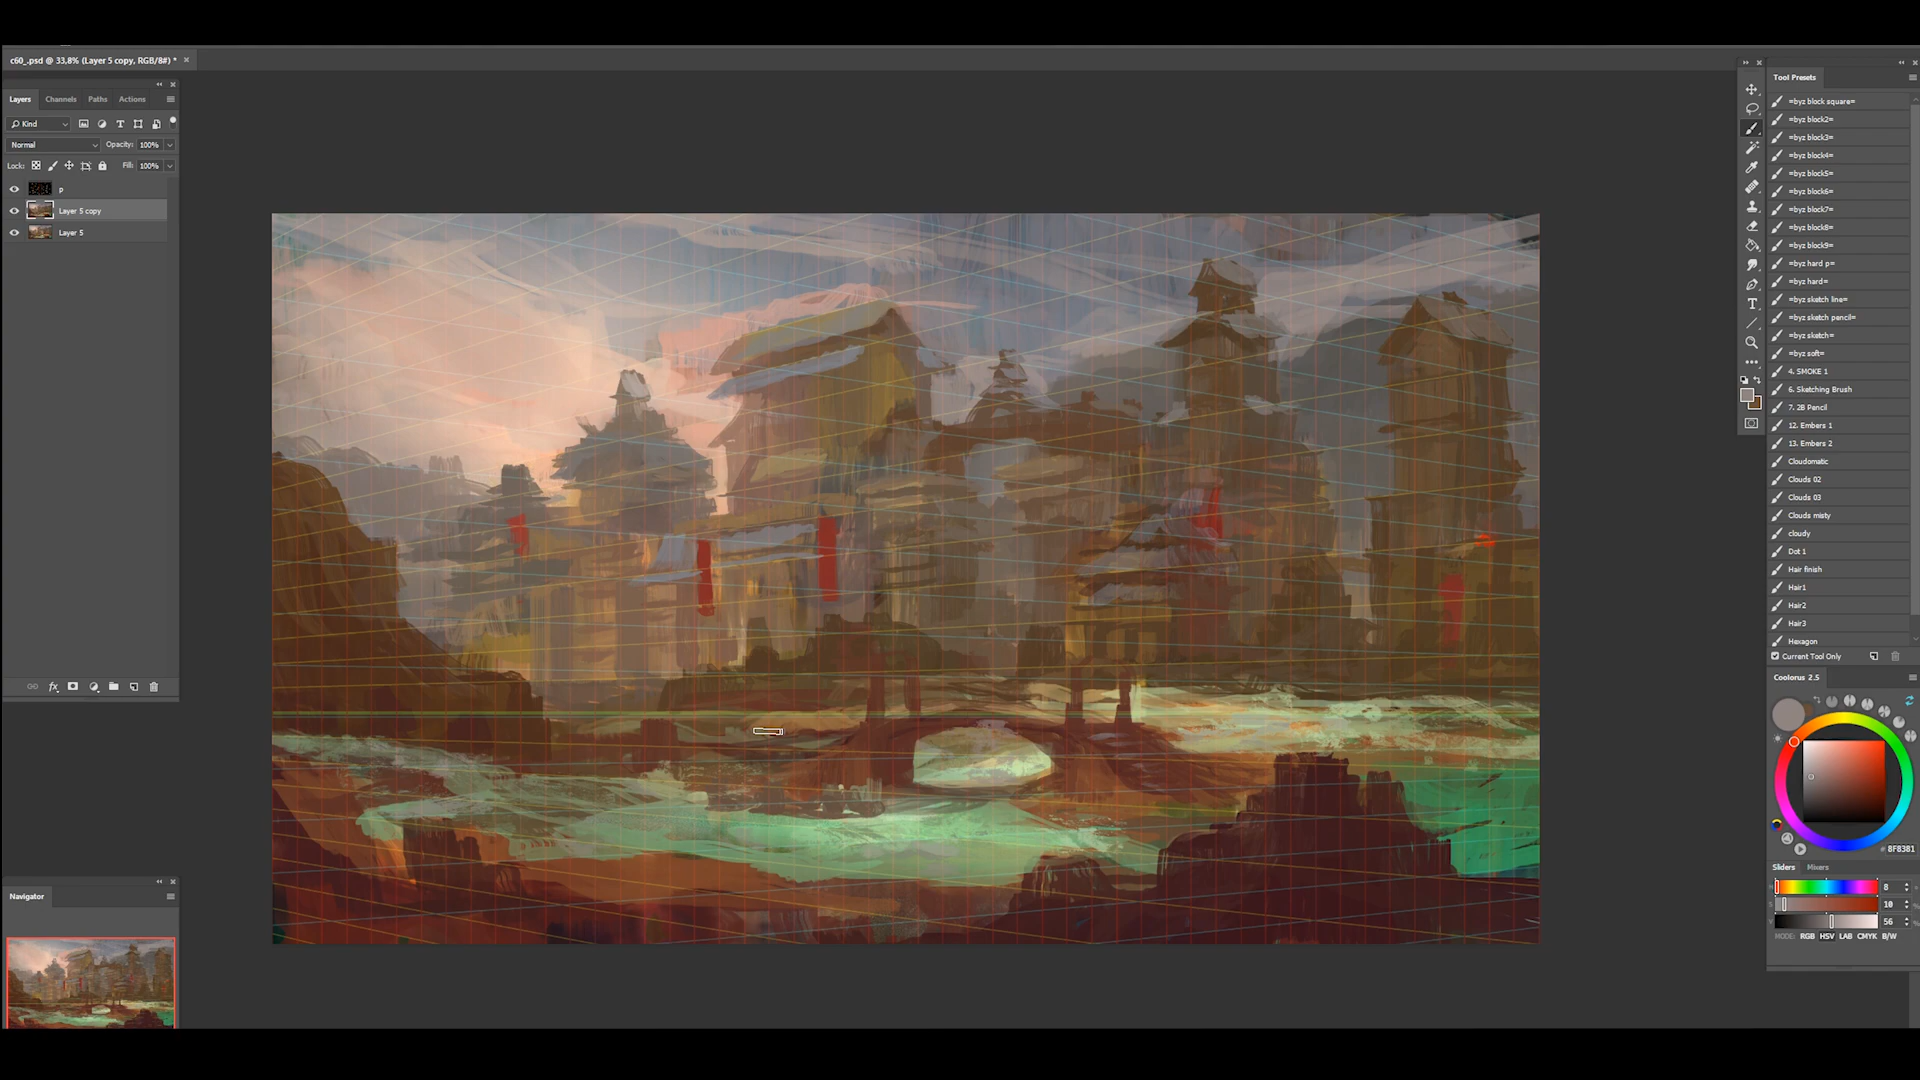 c60_.psd @ 33,8% (Layer 5 copy, RGB/8#) *
Layers Channels Paths Actions
Kind
Normal Opacity: 100%
Lock: Fill: 100%
p
Layer 5 copy
Layer 5
fx
Navigator
Tool Presets
=byz block square=
=byz block2=
=byz block3=
=byz block4=
=byz block5=
=byz block6=
=byz block7=
=byz block8=
=byz block9=
=byz hard p=
=byz hard=
=byz sketch line=
=byz sketch pencil=
=byz sketch=
=byz soft=
4. SMOKE 1
6. Sketching Brush
7. 2B Pencil
12. Embers 1
13. Embers 2
Cloudomatic
Clouds 02
Clouds 03
Clouds misty
cloudy
Dot 1
Hair finish
Hair1
Hair2
Hair3
Hexagon
Current Tool Only
Coolorus 2.5
# 8F8381
Sliders Mixers
8
S 10
56
MODE: RGB HSV LAB CMYK B/W